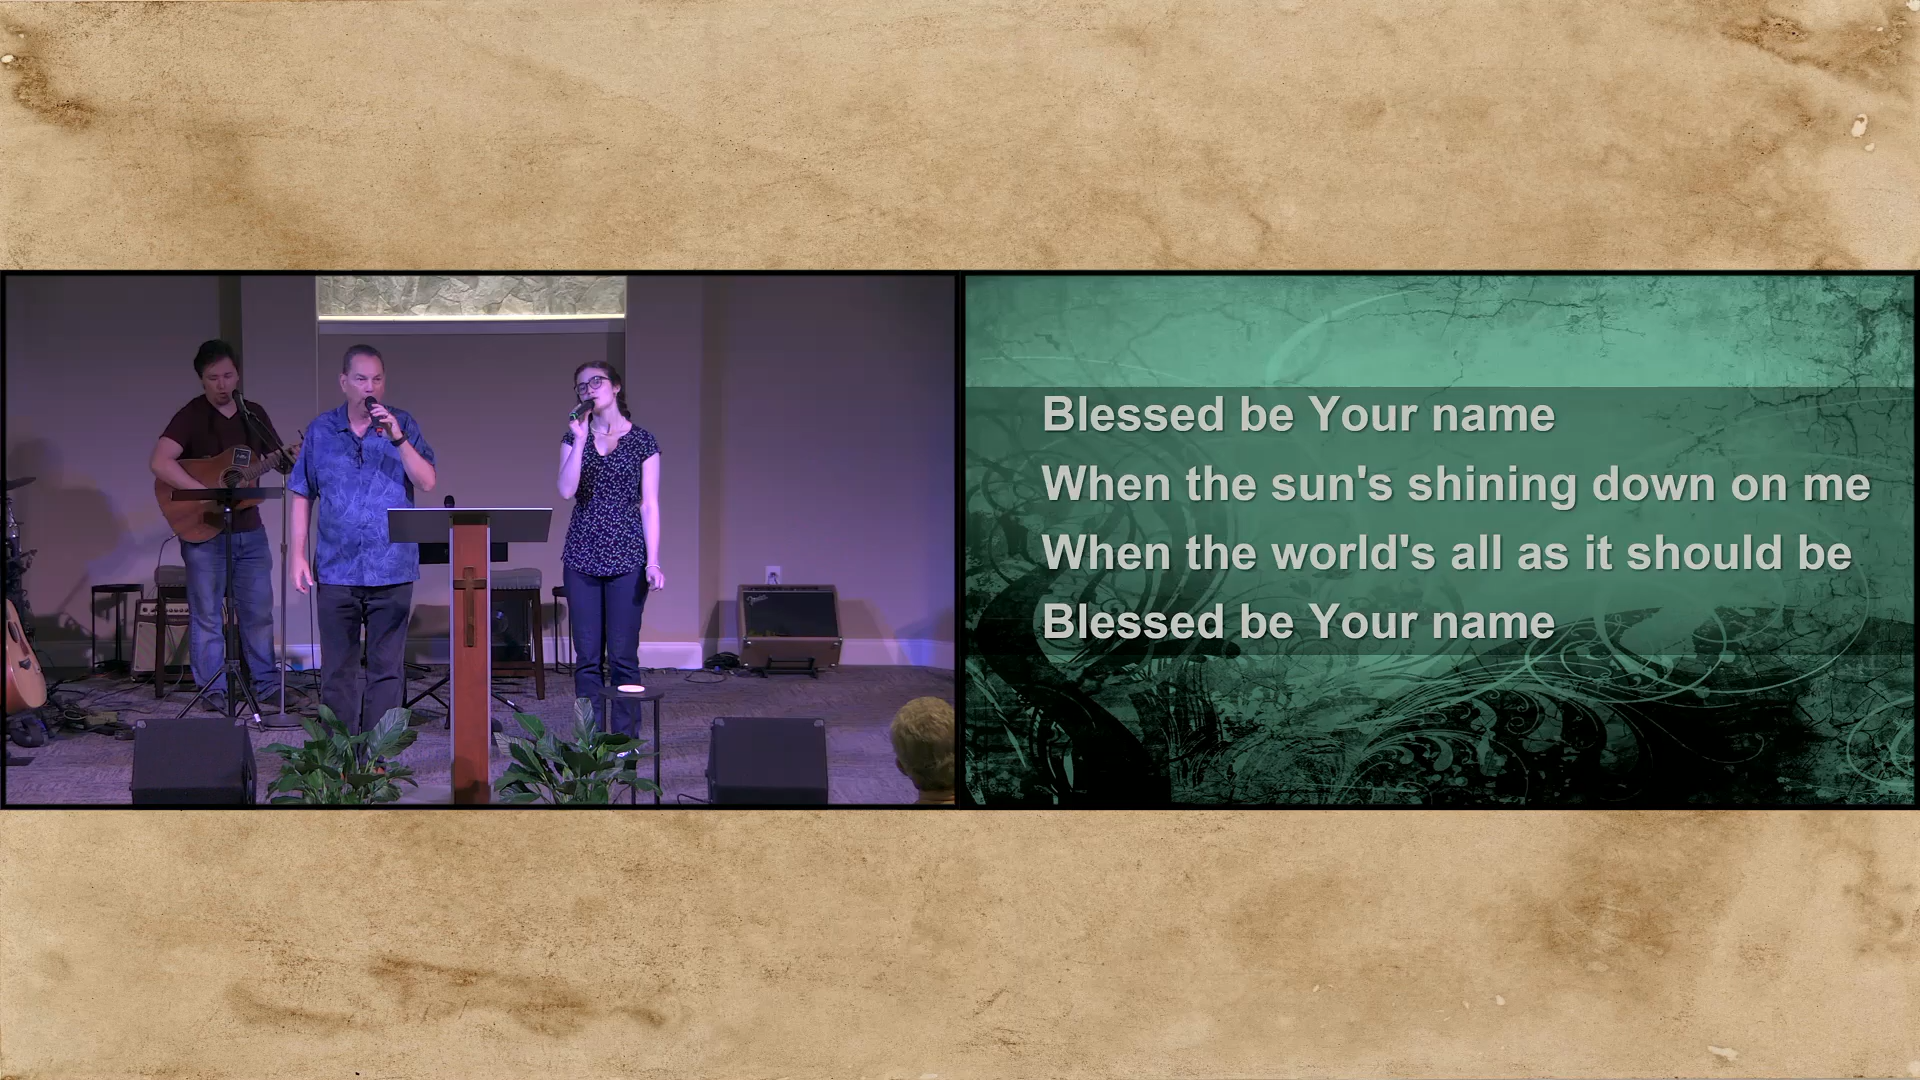 Blessed be Your name
When the sun's shining down on me
When the world's all as it should be
Blessed be Your name
Fender